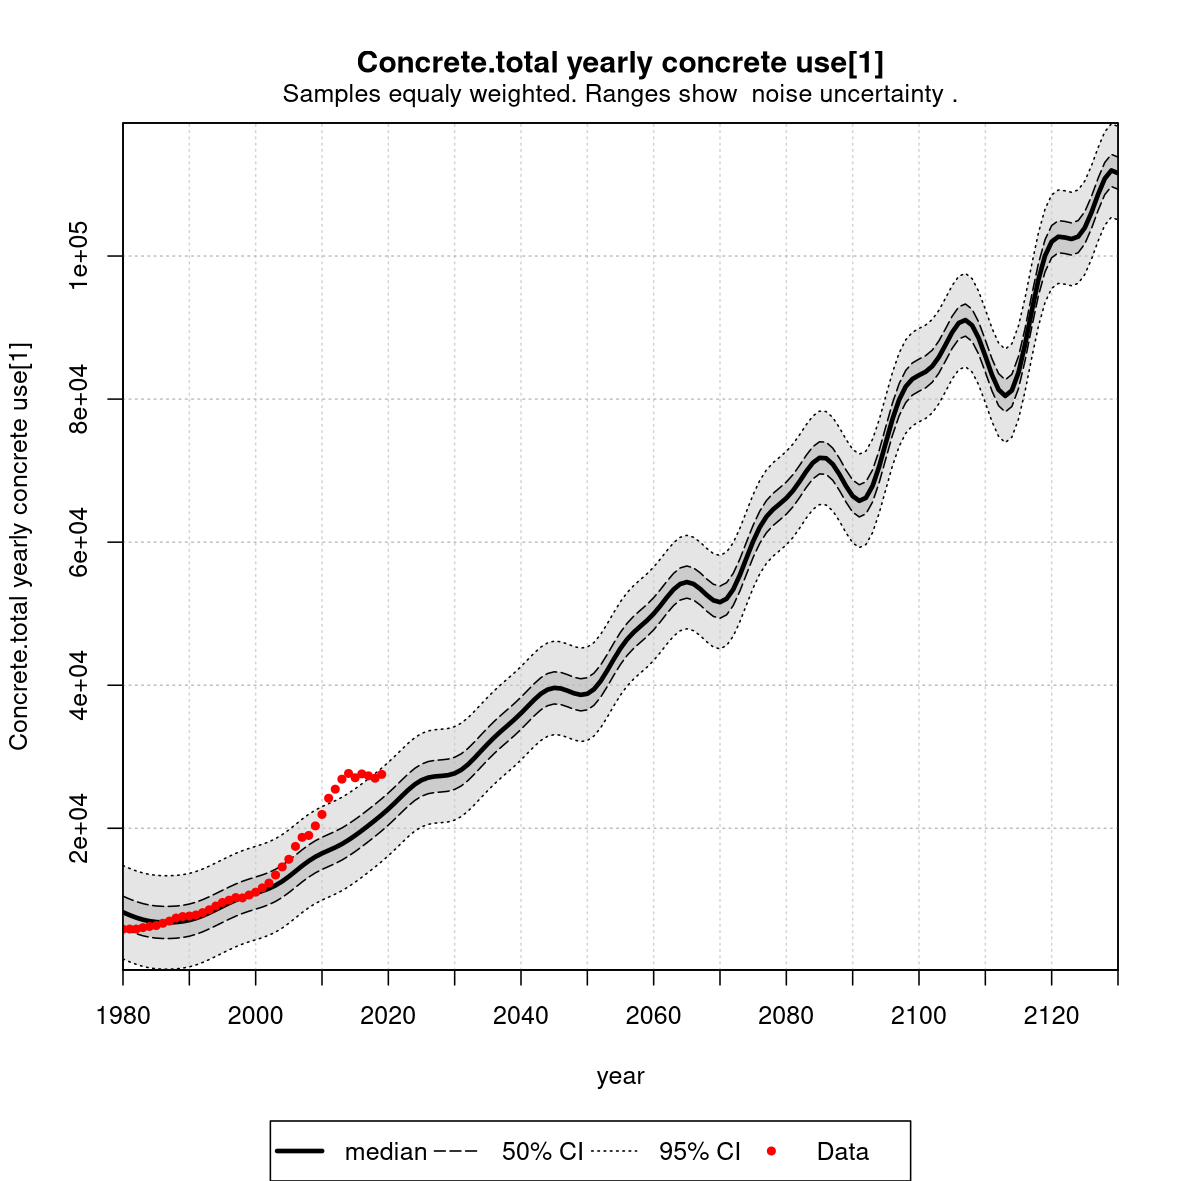 Concrete.total yearly concrete use[1]
Samples equaly weighted. Ranges show  noise uncertainty .
Concrete.total yearly concrete use[1]
1e+05
8e+04
6e+04
4e+04
2e+04
1980 2000 2020 2040 2060 2080 2100 2120
year
median 50% CI 95% CI Data